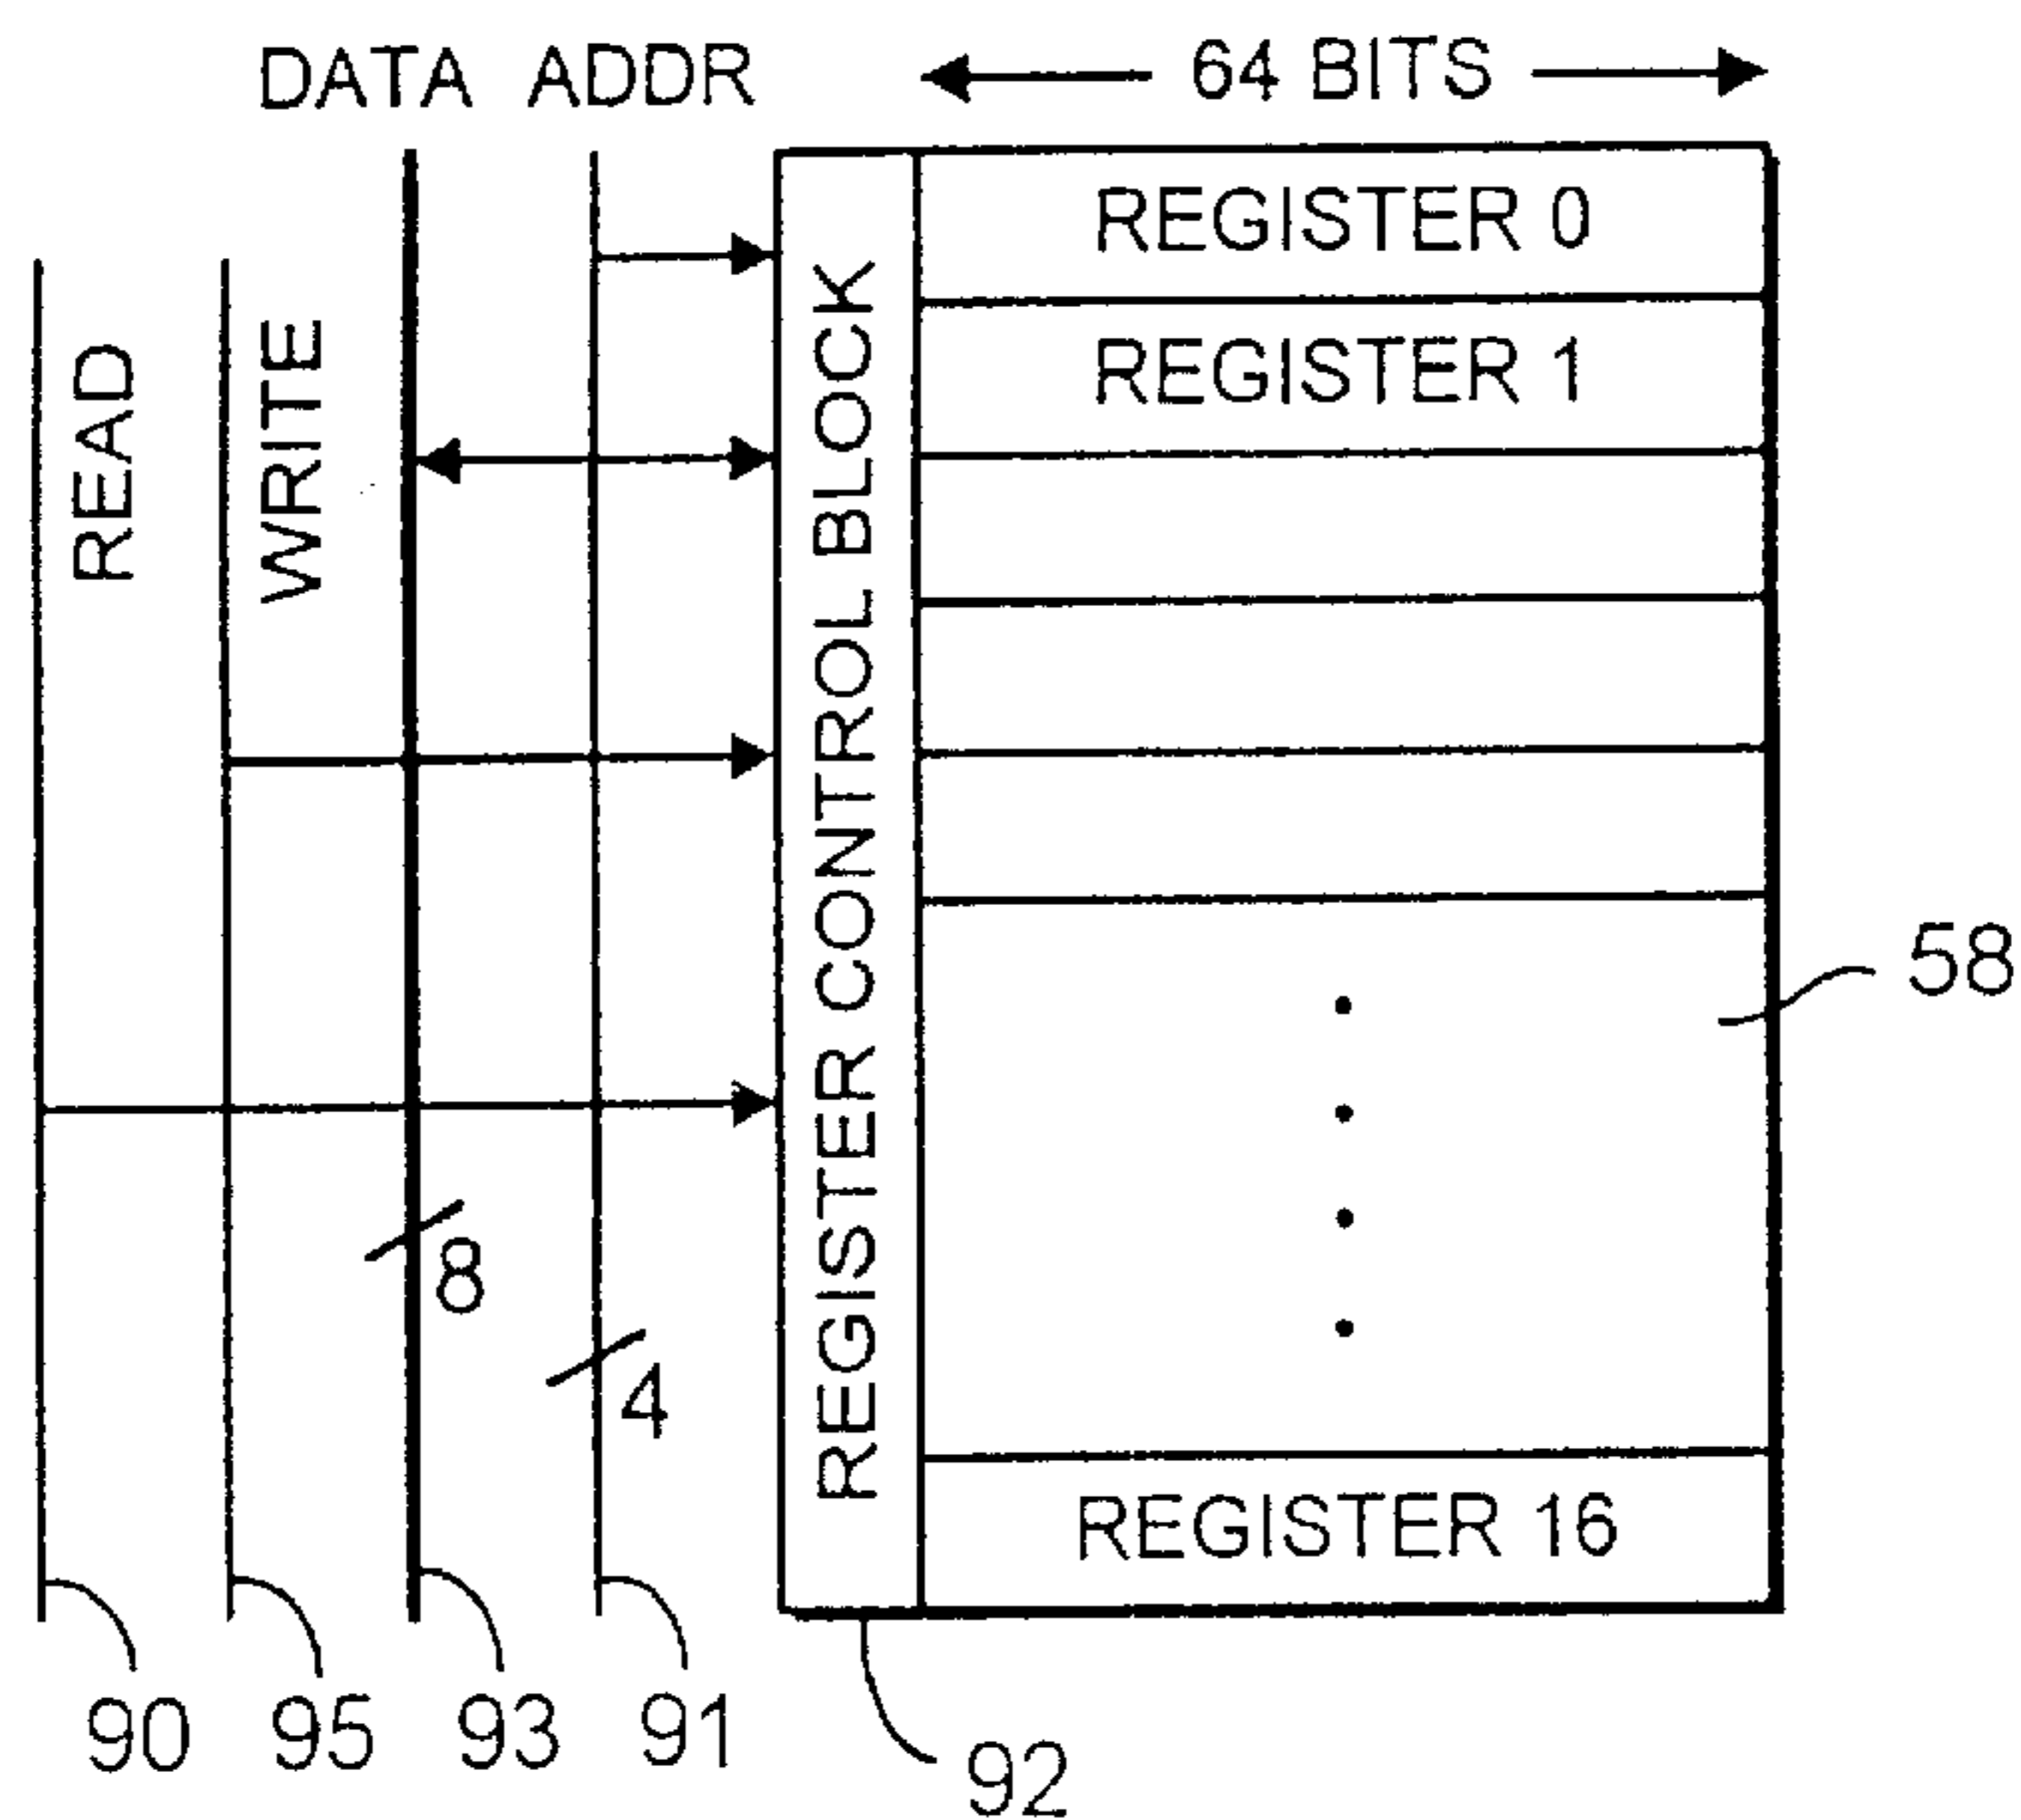 DATA ADDR
64 BITS
READ
WRITE
REGISTER CONTROL BLOCK
REGISTER 0
REGISTER 1
58
8
4
REGISTER 16
90
95
93
91
92